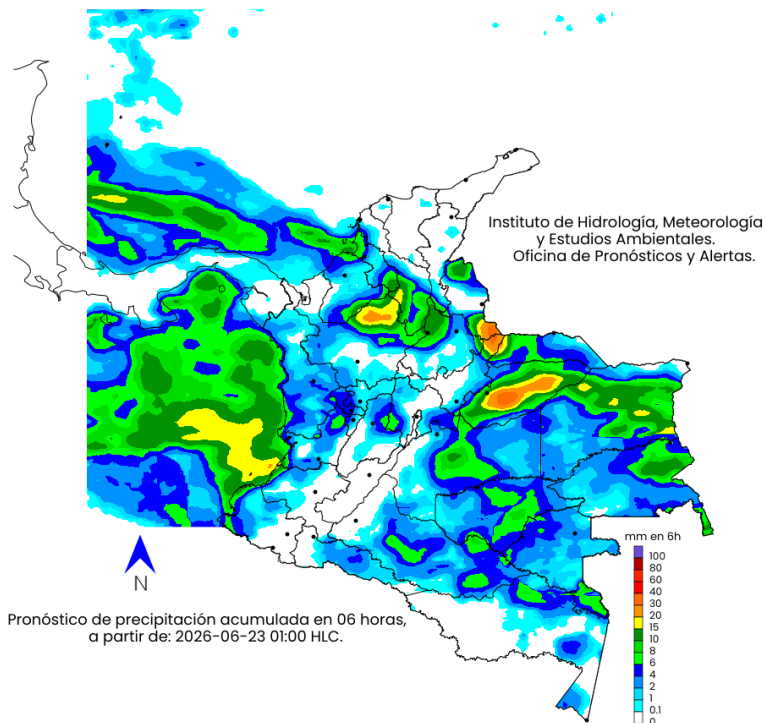 Instituto de Hidrología, Meteorología
y Estudios Ambientales.
Oficina de Pronósticos y Alertas.
mm en 6h
100
80
60
40
30
20
15
10
8
6
4
2
1
0.1
0
N
Pronóstico de precipitación acumulada en 06 horas,
a partir de: 2026-06-23 01:00 HLC.